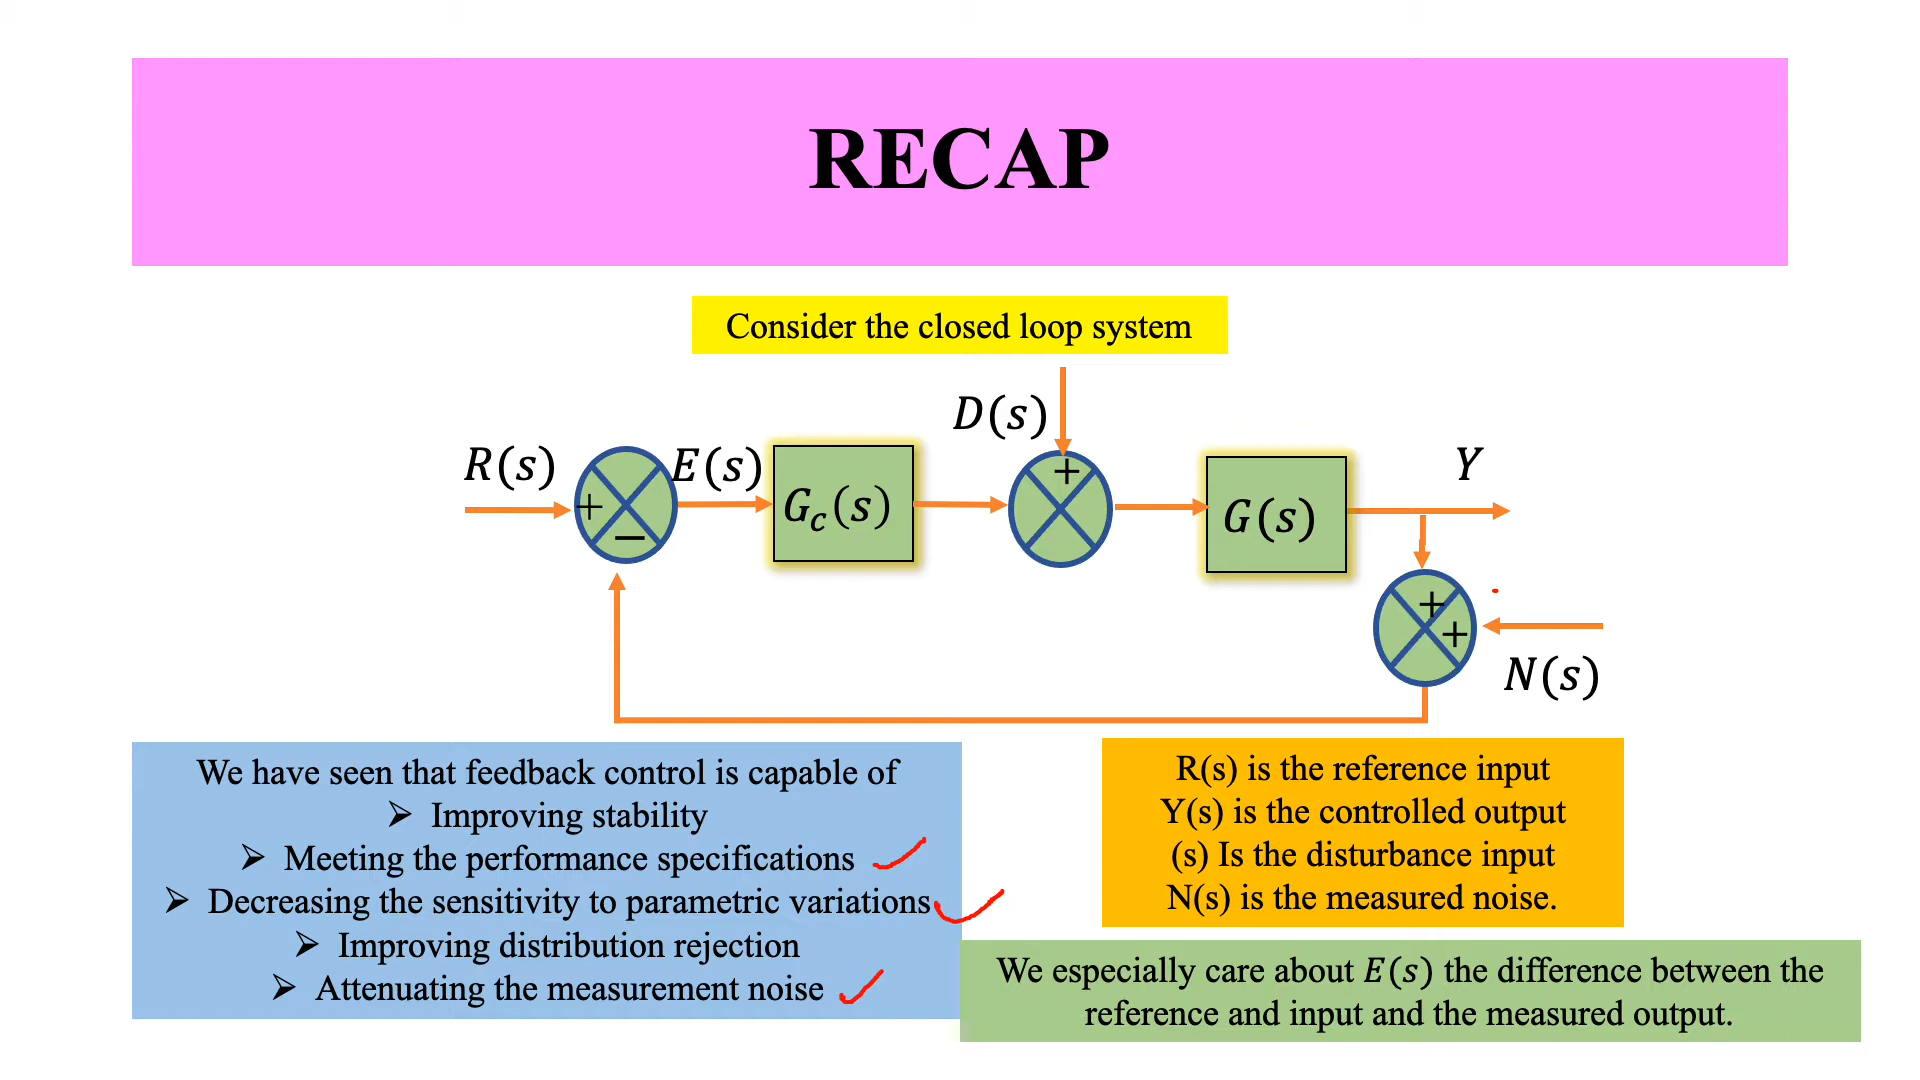 RECAP
Consider the closed loop system
D(s)
R(s)
E(s)
Y
+
+
−
G_c(s)
G(s)
+
+
N(s)
We have seen that feedback control is capable of
➢ Improving stability
➢ Meeting the performance specifications
➢ Decreasing the sensitivity to parametric variations
➢ Improving distribution rejection
➢ Attenuating the measurement noise
R(s) is the reference input
Y(s) is the controlled output
(s) Is the disturbance input
N(s) is the measured noise.
We especially care about E(s) the difference between the
reference and input and the measured output.